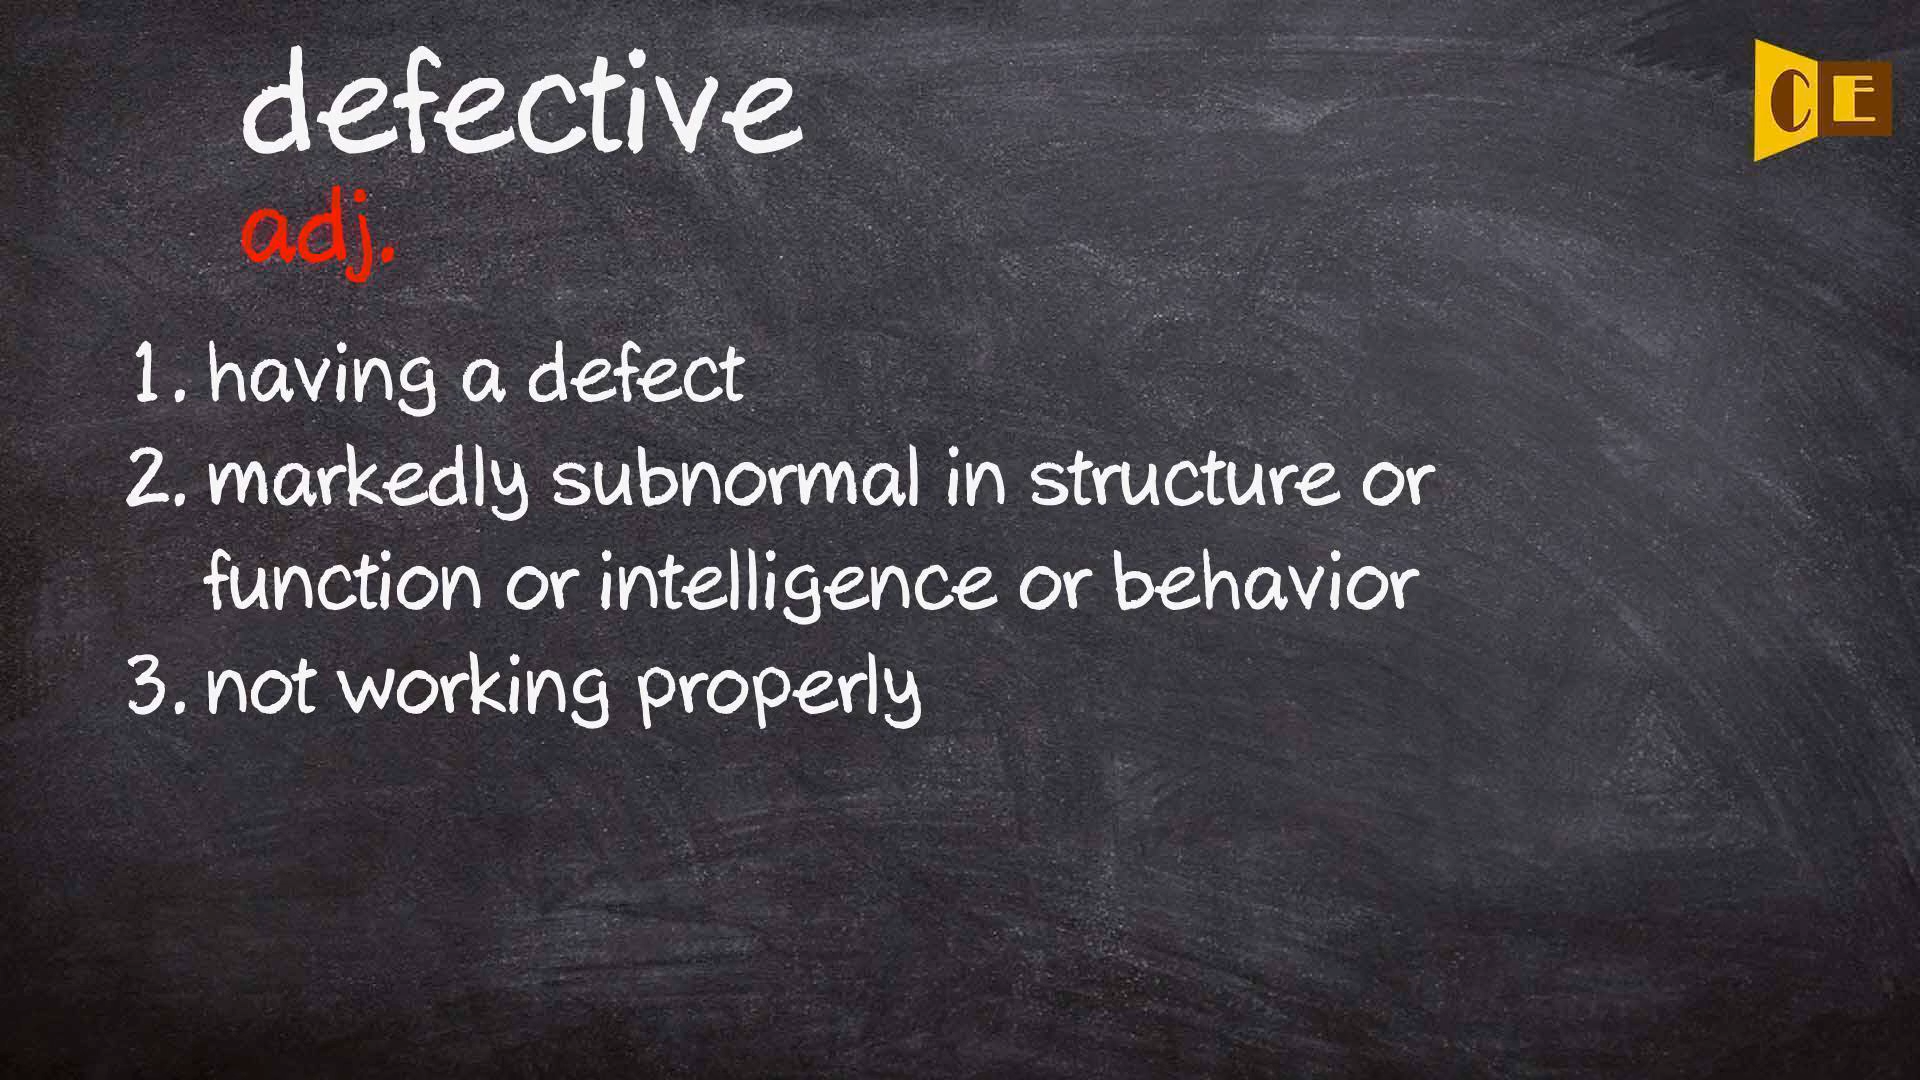 defective
CE
adj.
1. having a defect
2. markedly subnormal in structure or
function or intelligence or behavior
3. not working properly